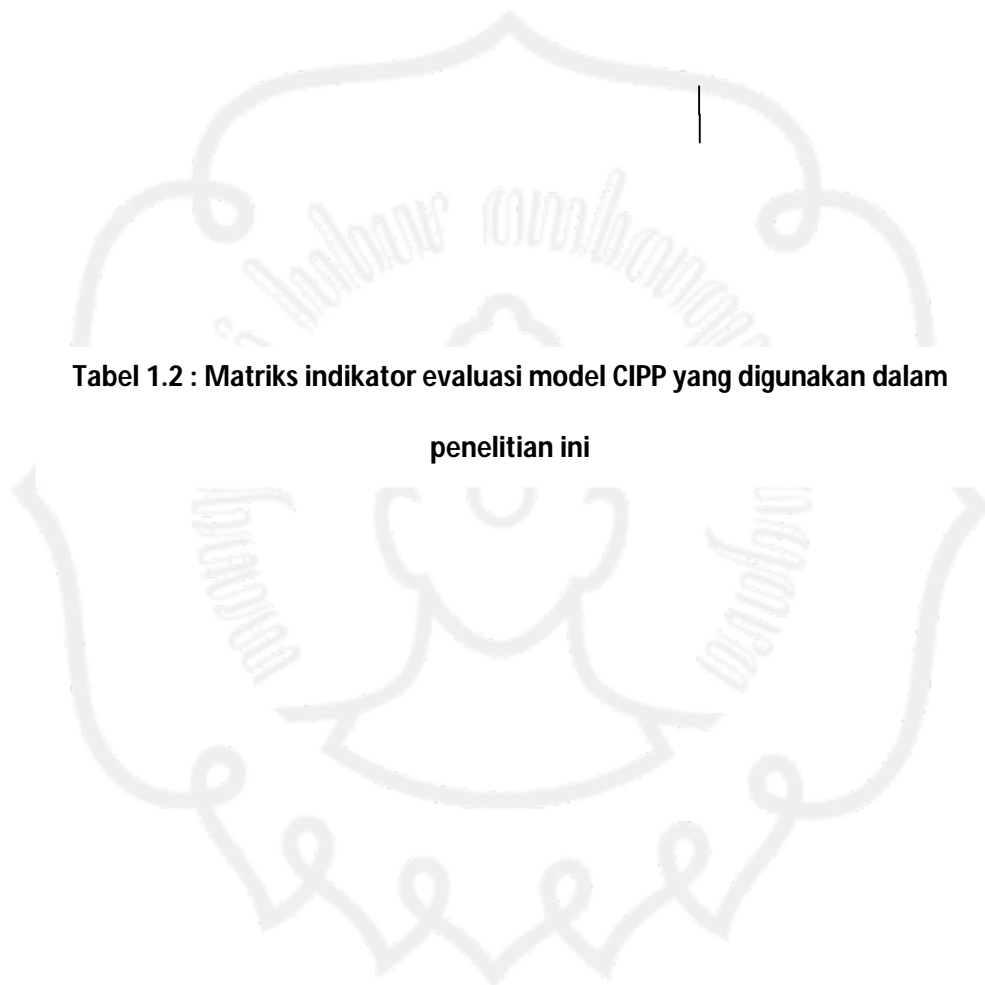 Tabel 1.2 : Matriks indikator evaluasi model CIPP yang digunakan dalam
penelitian ini